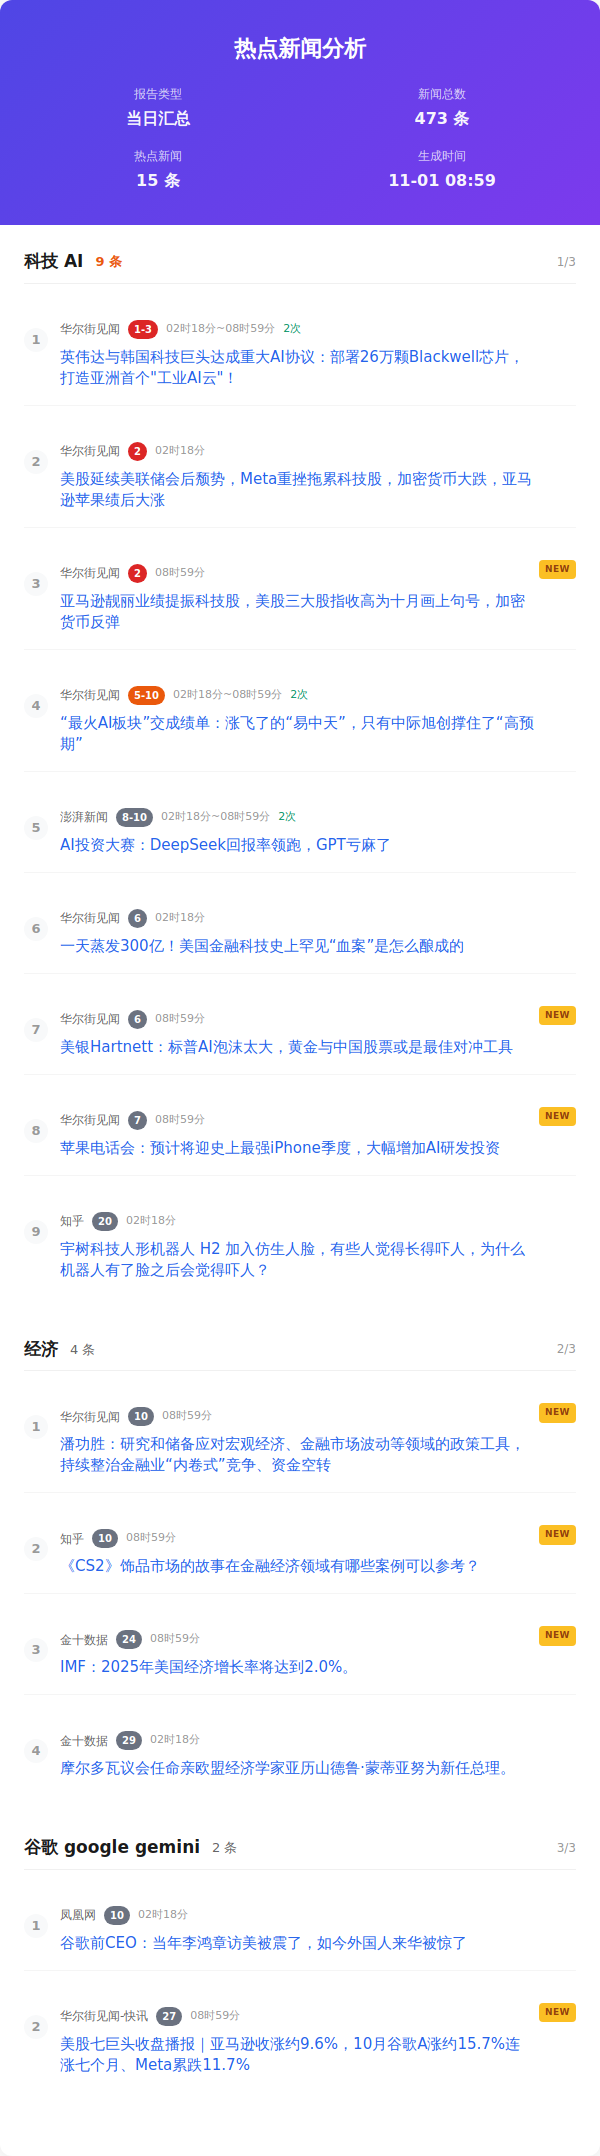 热点新闻分析
报告类型
新闻总数
当日汇总
473 条
热点新闻
生成时间
15 条
11-01 08:59
科技 AI 9 条 1/3
1
华尔街见闻 1-3 02时18分~08时59分 2次
英伟达与韩国科技巨头达成重大AI协议：部署26万颗Blackwell芯片，
打造亚洲首个"工业AI云"！
2
华尔街见闻 2 02时18分
美股延续美联储会后颓势，Meta重挫拖累科技股，加密货币大跌，亚马
逊苹果绩后大涨
3
华尔街见闻 2 08时59分 NEW
亚马逊靓丽业绩提振科技股，美股三大股指收高为十月画上句号，加密
货币反弹
4
华尔街见闻 5-10 02时18分~08时59分 2次
“最火AI板块”交成绩单：涨飞了的“易中天”，只有中际旭创撑住了“高预
期”
5
澎湃新闻 8-10 02时18分~08时59分 2次
AI投资大赛：DeepSeek回报率领跑，GPT亏麻了
6
华尔街见闻 6 02时18分
一天蒸发300亿！美国金融科技史上罕见“血案”是怎么酿成的
7
华尔街见闻 6 08时59分 NEW
美银Hartnett：标普AI泡沫太大，黄金与中国股票或是最佳对冲工具
8
华尔街见闻 7 08时59分 NEW
苹果电话会：预计将迎史上最强iPhone季度，大幅增加AI研发投资
9
知乎 20 02时18分
宇树科技人形机器人 H2 加入仿生人脸，有些人觉得长得吓人，为什么
机器人有了脸之后会觉得吓人？
经济 4 条 2/3
1
华尔街见闻 10 08时59分 NEW
潘功胜：研究和储备应对宏观经济、金融市场波动等领域的政策工具，
持续整治金融业“内卷式”竞争、资金空转
2
知乎 10 08时59分 NEW
《CS2》饰品市场的故事在金融经济领域有哪些案例可以参考？
3
金十数据 24 08时59分 NEW
IMF：2025年美国经济增长率将达到2.0%。
4
金十数据 29 02时18分
摩尔多瓦议会任命亲欧盟经济学家亚历山德鲁·蒙蒂亚努为新任总理。
谷歌 google gemini 2 条 3/3
1
凤凰网 10 02时18分
谷歌前CEO：当年李鸿章访美被震了，如今外国人来华被惊了
2
华尔街见闻-快讯 27 08时59分 NEW
美股七巨头收盘播报｜亚马逊收涨约9.6%，10月谷歌A涨约15.7%连
涨七个月、Meta累跌11.7%